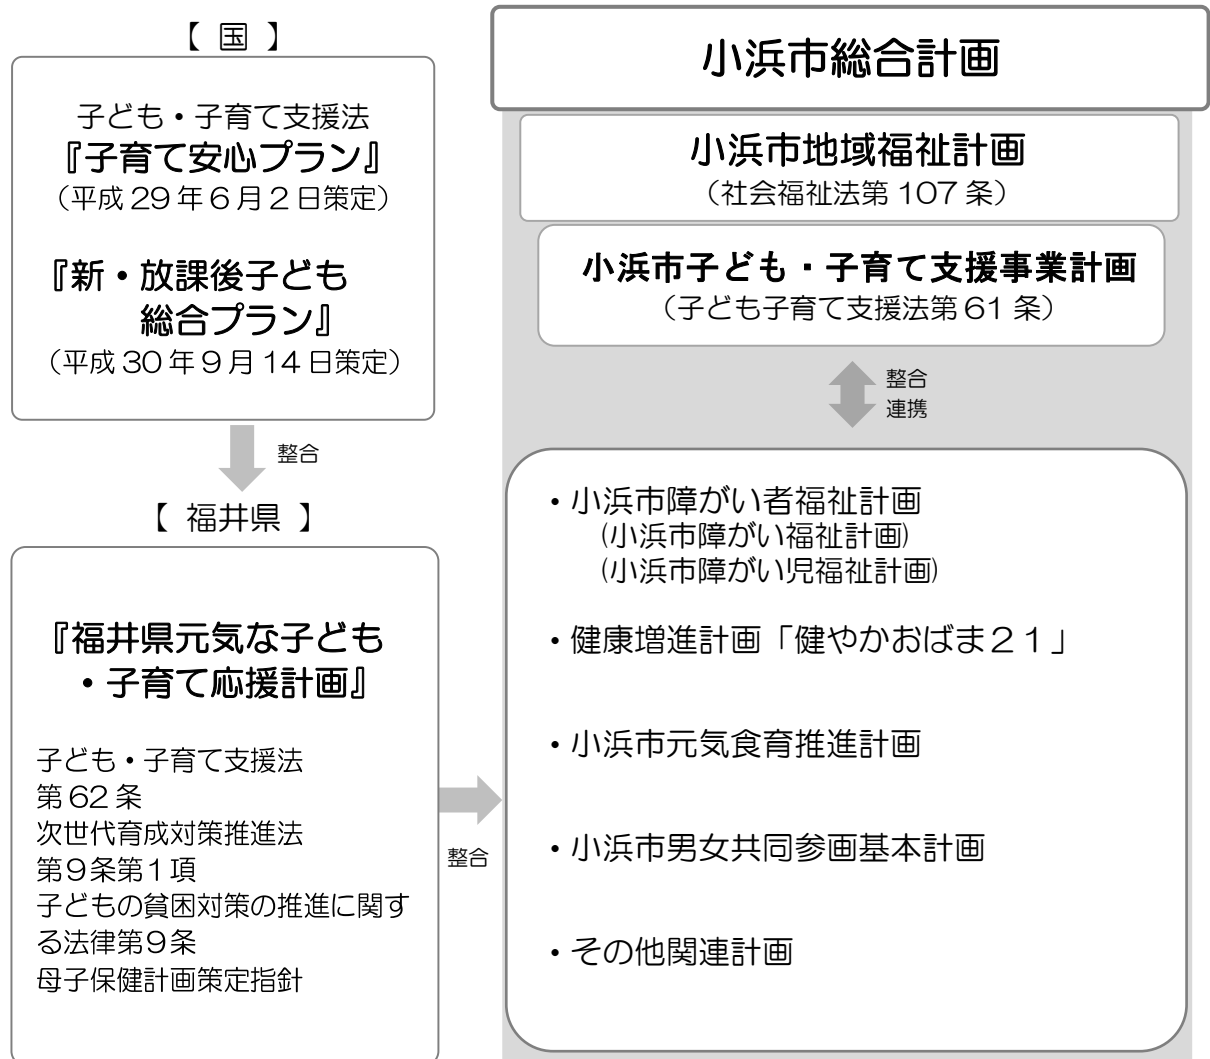 【 国 】
子ども・子育て支援法
『子育て安心プラン』
（平成 29 年 6 月 2 日策定）
『新・放課後子ども
総合プラン』
（平成 30 年 9 月 14 日策定）
整合
【 福井県 】
『福井県元気な子ども
・子育て応援計画』
子ども・子育て支援法
第 62 条
次世代育成対策推進法
第９条第１項
子どもの貧困対策の推進に関す
る法律第９条
母子保健計画策定指針
整合
小浜市総合計画
小浜市地域福祉計画
（社会福祉法第 107 条）
小浜市子ども・子育て支援事業計画
（子ども子育て支援法第 61 条）
整合
連携
・小浜市障がい者福祉計画
(小浜市障がい福祉計画)
(小浜市障がい児福祉計画)
・健康増進計画「健やかおばま２１」
・小浜市元気食育推進計画
・小浜市男女共同参画基本計画
・その他関連計画